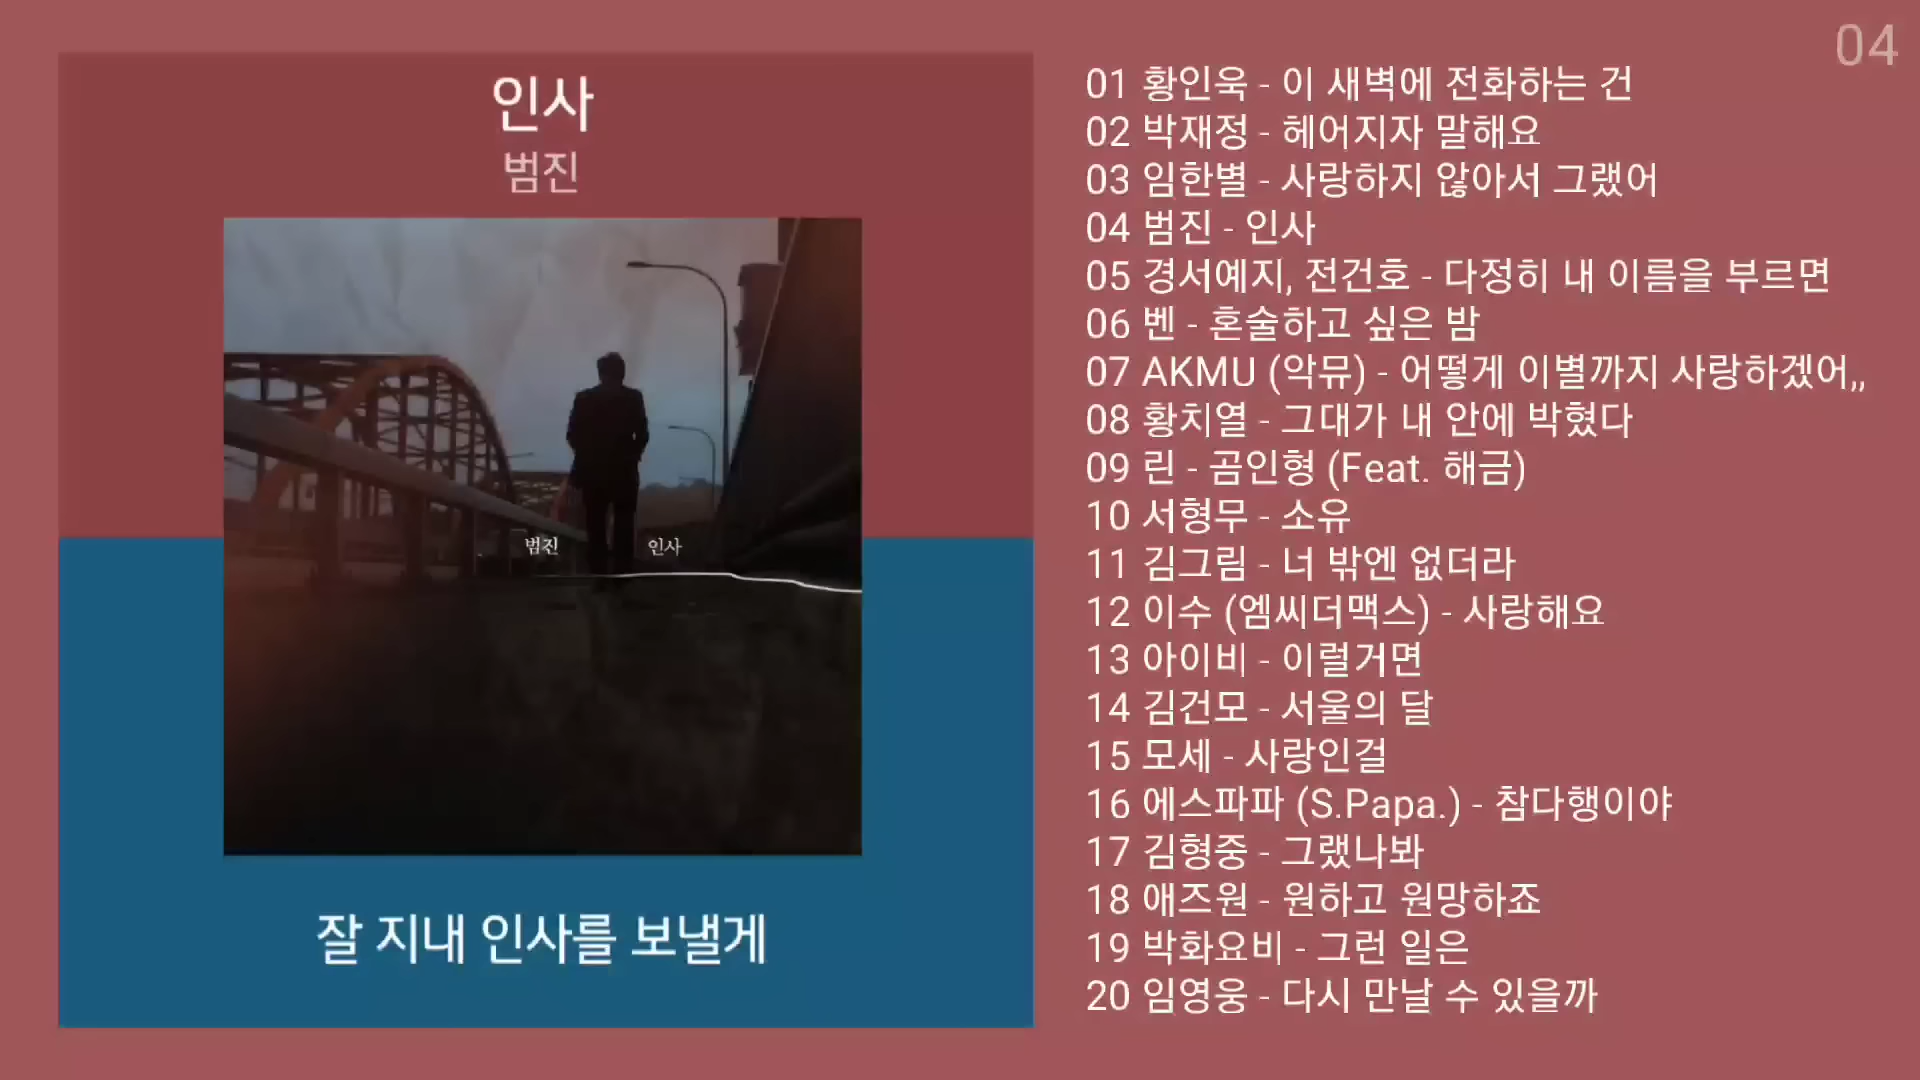 04
인사
범진
범진 인사
잘 지내 인사를 보낼게
01 황인욱 - 이 새벽에 전화하는 건
02 박재정 - 헤어지자 말해요
03 임한별 - 사랑하지 않아서 그랬어
04 범진 - 인사
05 경서예지, 전건호 - 다정히 내 이름을 부르면
06 벤 - 혼술하고 싶은 밤
07 AKMU (악뮤) - 어떻게 이별까지 사랑하겠어,,
08 황치열 - 그대가 내 안에 박혔다
09 린 - 곰인형 (Feat. 해금)
10 서형무 - 소유
11 김그림 - 너 밖엔 없더라
12 이수 (엠씨더맥스) - 사랑해요
13 아이비 - 이럴거면
14 김건모 - 서울의 달
15 모세 - 사랑인걸
16 에스파파 (S.Papa.) - 참다행이야
17 김형중 - 그랬나봐
18 애즈원 - 원하고 원망하죠
19 박화요비 - 그런 일은
20 임영웅 - 다시 만날 수 있을까